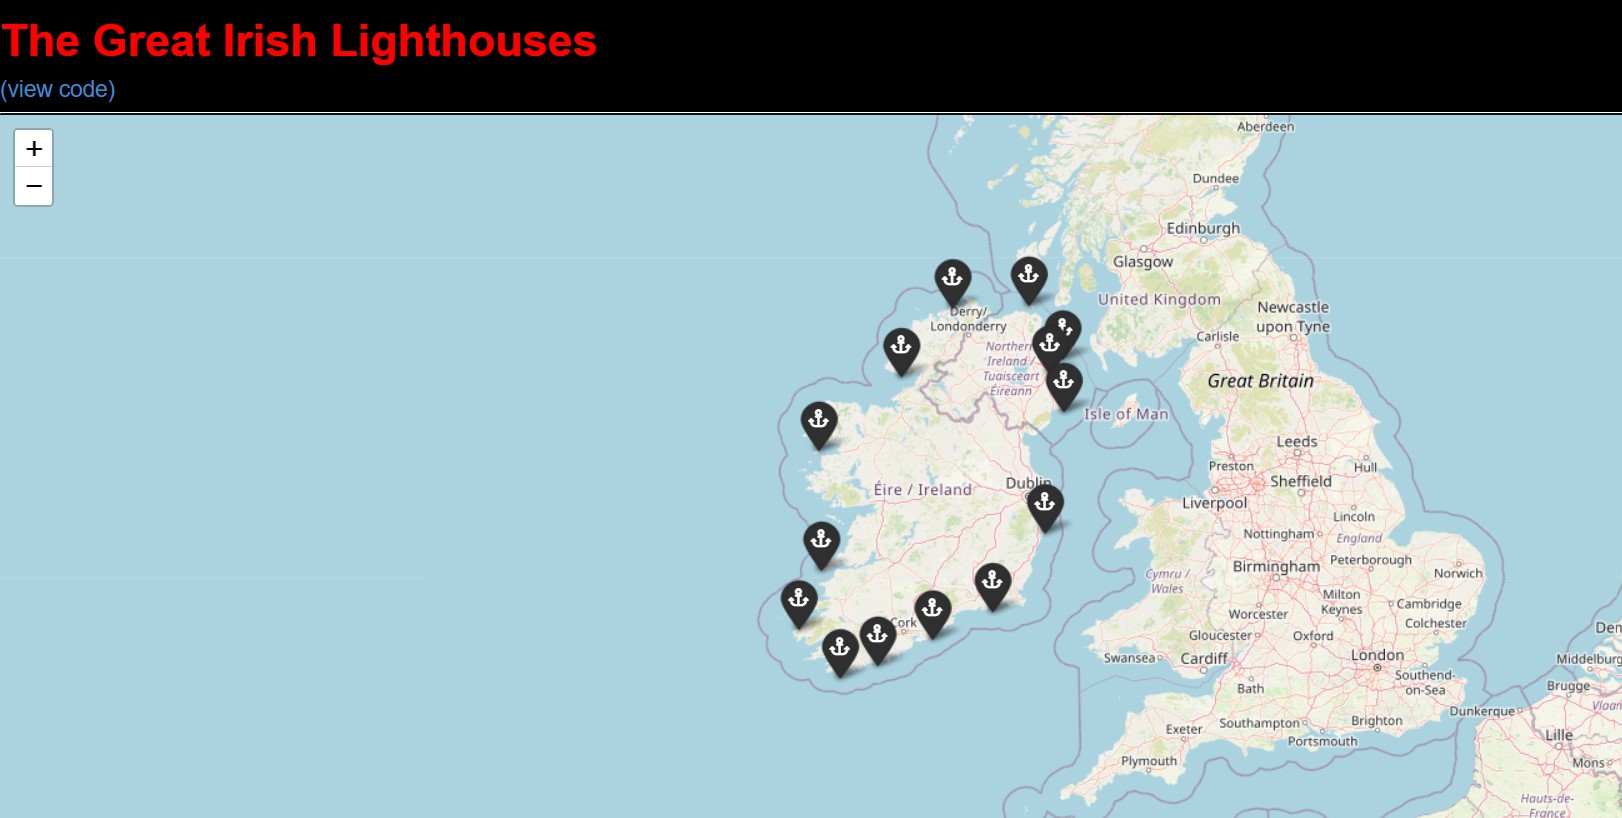 The Great Irish Lighthouses
(view code)
+
−
Aberdeen
Dundee
Edinburgh
Glasgow
United Kingdom
Newcastle
upon Tyne
Carlisle
Derry/
Londonderry
Northern
Ireland /
Tuaisceart
Éireann
Great Britain
Isle of Man
Leeds
Preston
Hull
Sheffield
Liverpool
Dublin
Éire / Ireland
Lincoln
Nottingham
England
Peterborough
Birmingham
Norwich
Cymru /
Wales
Milton
Keynes
Cambridge
Worcester
Colchester
Gloucester
Oxford
Cork
Swansea
Cardiff
London
Southend-
on-Sea
Bath
Middelburg
Brugge
Dunkerque
Southampton
Brighton
Exeter
Portsmouth
Lille
Plymouth
Mons
Hauts-de-
France